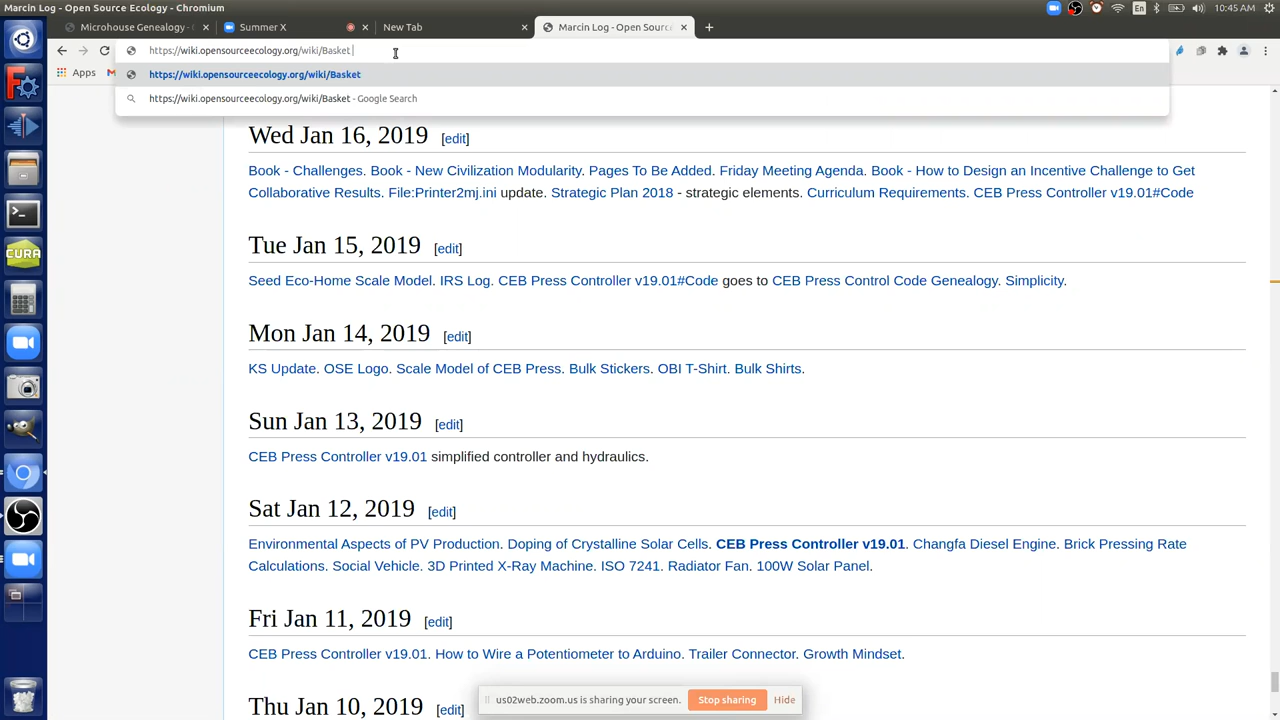 Marcin Log - Open Source Ecology - Chromium
En
10:45 AM
Microhouse Genealogy -
Summer X
New Tab
Marcin Log - Open Sourc
https://wiki.opensourceecology.org/wiki/Basket
Apps
https://wiki.opensourceecology.org/wiki/Basket
https://wiki.opensourceecology.org/wiki/Basket - Google Search
Wed Jan 16, 2019 [edit]
Book - Challenges. Book - New Civilization Modularity. Pages To Be Added. Friday Meeting Agenda. Book - How to Design an Incentive Challenge to Get
Collaborative Results. File:Printer2mj.ini update. Strategic Plan 2018 - strategic elements. Curriculum Requirements. CEB Press Controller v19.01#Code
Tue Jan 15, 2019 [edit]
Seed Eco-Home Scale Model. IRS Log. CEB Press Controller v19.01#Code goes to CEB Press Control Code Genealogy. Simplicity.
Mon Jan 14, 2019 [edit]
KS Update. OSE Logo. Scale Model of CEB Press. Bulk Stickers. OBI T-Shirt. Bulk Shirts.
Sun Jan 13, 2019 [edit]
CEB Press Controller v19.01 simplified controller and hydraulics.
Sat Jan 12, 2019 [edit]
Environmental Aspects of PV Production. Doping of Crystalline Solar Cells. CEB Press Controller v19.01. Changfa Diesel Engine. Brick Pressing Rate
Calculations. Social Vehicle. 3D Printed X-Ray Machine. ISO 7241. Radiator Fan. 100W Solar Panel.
Fri Jan 11, 2019 [edit]
CEB Press Controller v19.01. How to Wire a Potentiometer to Arduino. Trailer Connector. Growth Mindset.
Thu Jan 10, 2019 [edit]
us02web.zoom.us is sharing your screen. Stop sharing Hide
CURA